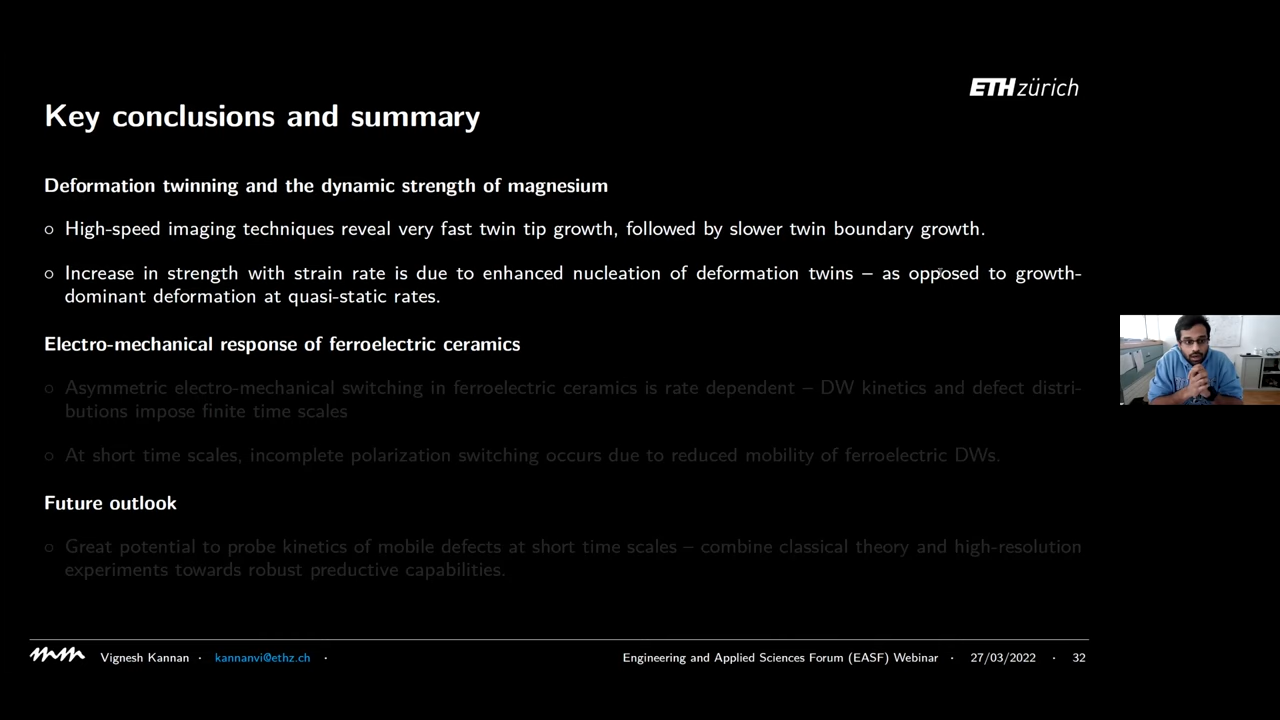 ETH zürich
Key conclusions and summary
Deformation twinning and the dynamic strength of magnesium
○ High-speed imaging techniques reveal very fast twin tip growth, followed by slower twin boundary growth.
○ Increase in strength with strain rate is due to enhanced nucleation of deformation twins – as opposed to growth-
dominant deformation at quasi-static rates.
Electro-mechanical response of ferroelectric ceramics
○ Asymmetric electro-mechanical switching in ferroelectric ceramics is rate dependent – DW kinetics and defect distri-
butions impose finite time scales
○ At short time scales, incomplete polarization switching occurs due to reduced mobility of ferroelectric DWs.
Future outlook
○ Great potential to probe kinetics of mobile defects at short time scales – combine classical theory and high-resolution
experiments towards robust preductive capabilities.
Vignesh Kannan · kannanvi@ethz.ch · Engineering and Applied Sciences Forum (EASF) Webinar · 27/03/2022 · 32